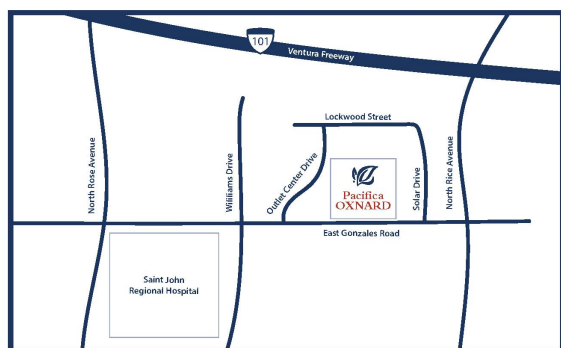 101
Ventura Freeway
Lockwood Street
North Rose Avenue
Wililiams Drive
Outlet Center Drive
Pacifica
OXNARD
Solar Drive
North Rice Avenue
East Gonzales Road
Saint John
Regional Hospital